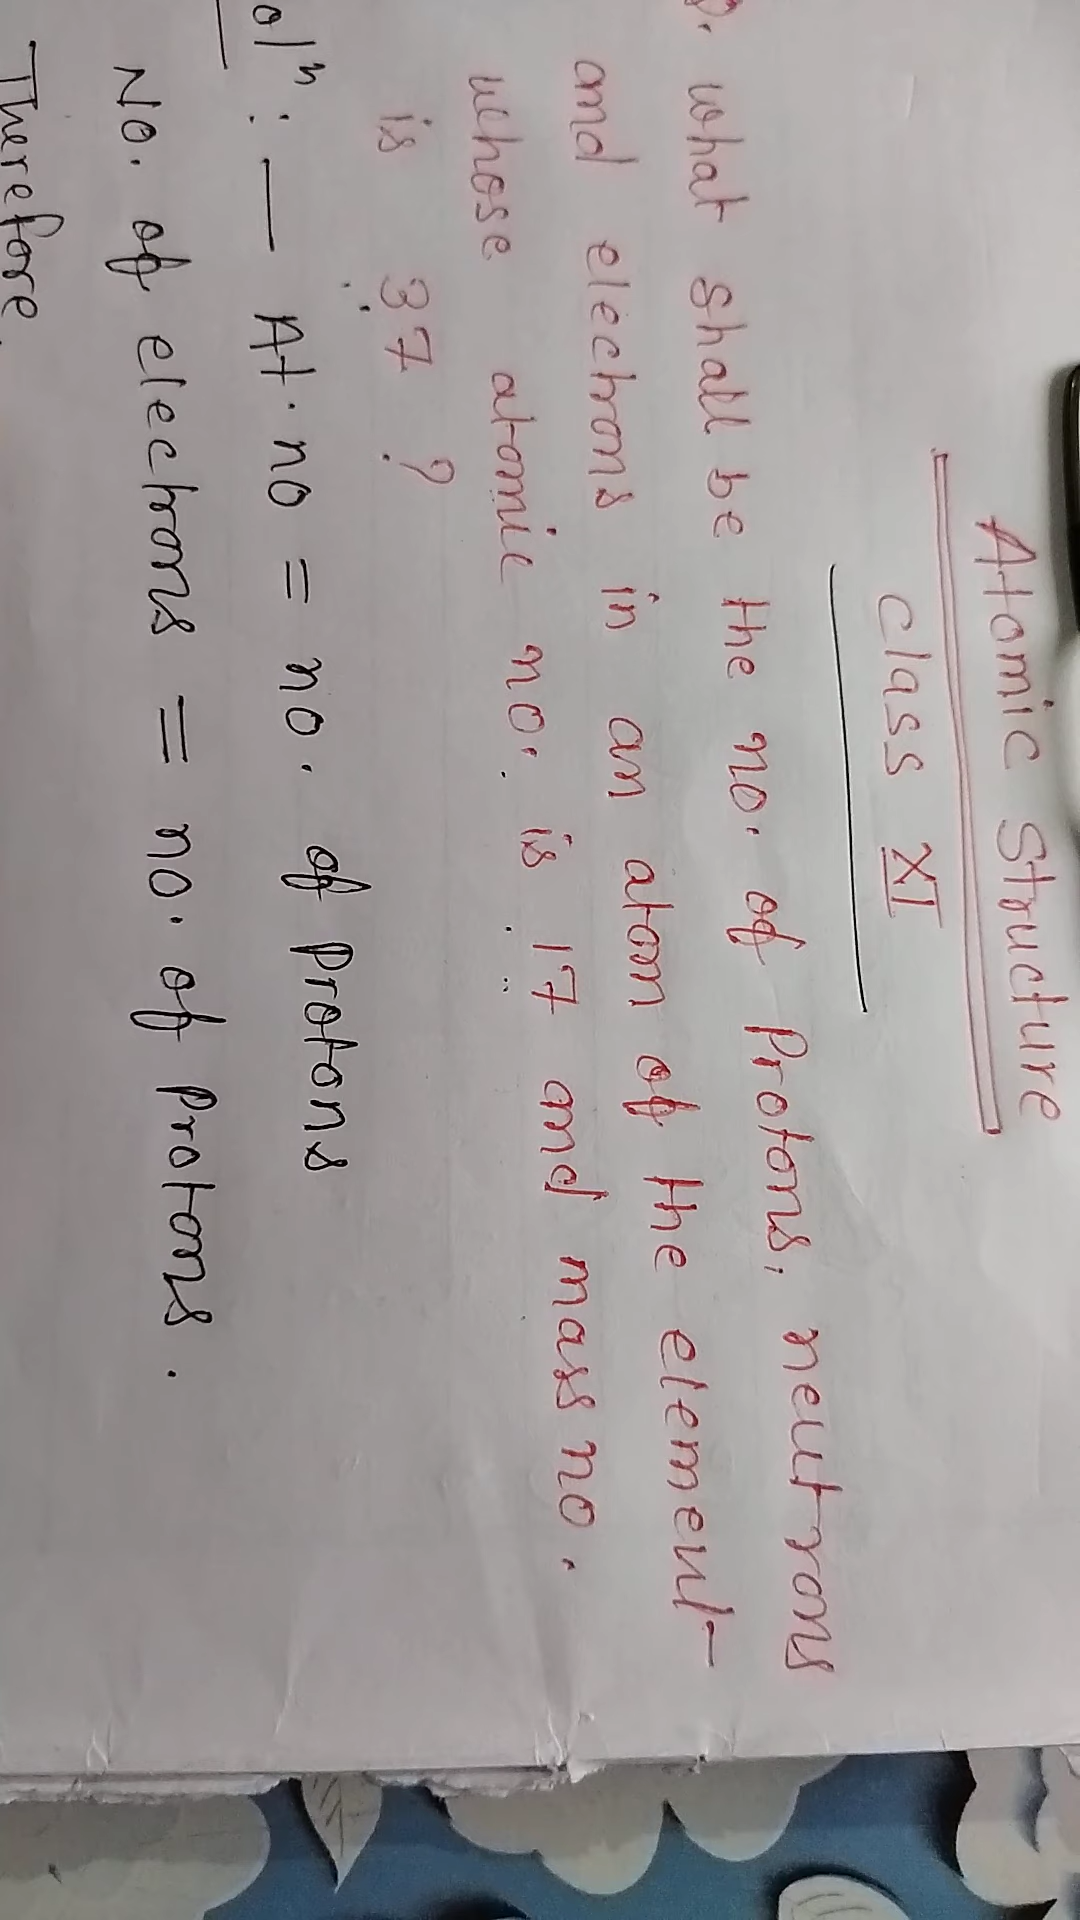 Atomic Structure
Class XI
What shall be the no. of Protons, neutrons
and electrons in an atom of the element
whose atomic no. is 17 and mass no.
is 37 ?
olⁿ : — At. no = no. of Protons
No. of electrons = no. of Protons.
Therefore